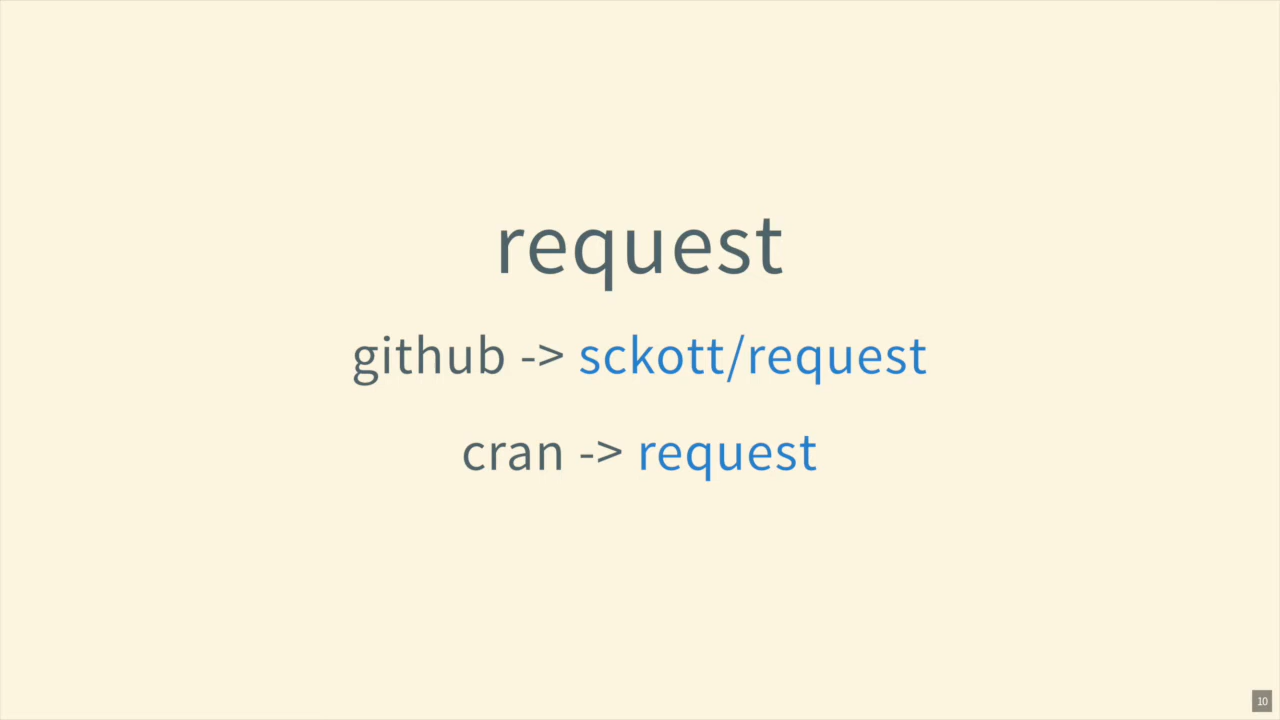 request
github -> sckott/request
cran -> request
10